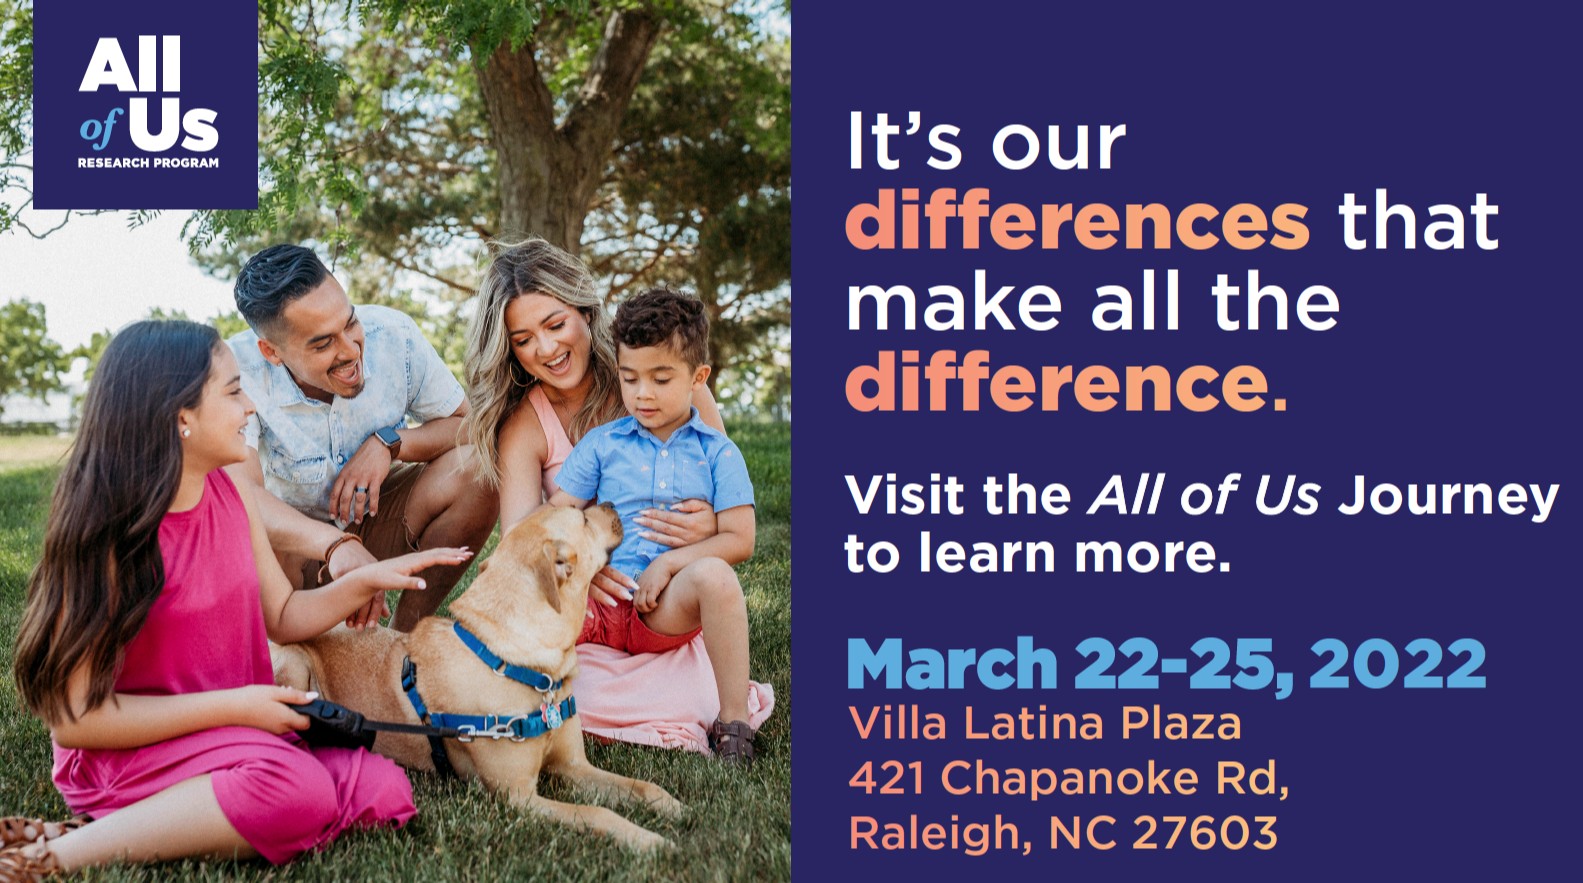 All
of Us
RESEARCH PROGRAM
It’s our
differences that
make all the
difference.
Visit the All of Us Journey
to learn more.
March 22-25, 2022
Villa Latina Plaza
421 Chapanoke Rd,
Raleigh, NC 27603